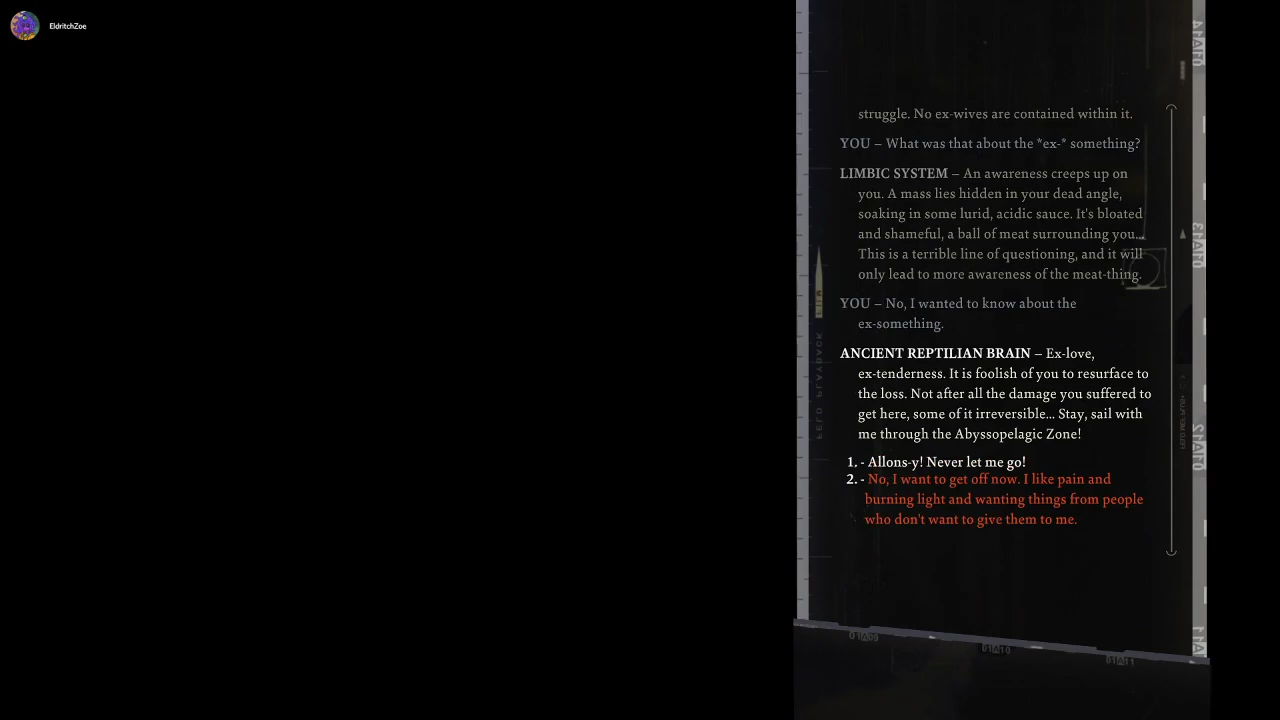 EldritchZoe
struggle. No ex-wives are contained within it.
YOU – What was that about the *ex-* something?
LIMBIC SYSTEM – An awareness creeps up on
you. A mass lies hidden in your dead angle,
soaking in some lurid, acidic sauce. It's bloated
and shameful, a ball of meat surrounding you...
This is a terrible line of questioning, and it will
only lead to more awareness of the meat-thing.
YOU – No, I wanted to know about the
ex-something.
ANCIENT REPTILIAN BRAIN – Ex-love,
ex-tenderness. It is foolish of you to resurface to
the loss. Not after all the damage you suffered to
get here, some of it irreversible... Stay, sail with
me through the Abyssopelagic Zone!
1. - Allons-y! Never let me go!
2. - No, I want to get off now. I like pain and
burning light and wanting things from people
who don't want to give them to me.
01A09
01A10
01A11